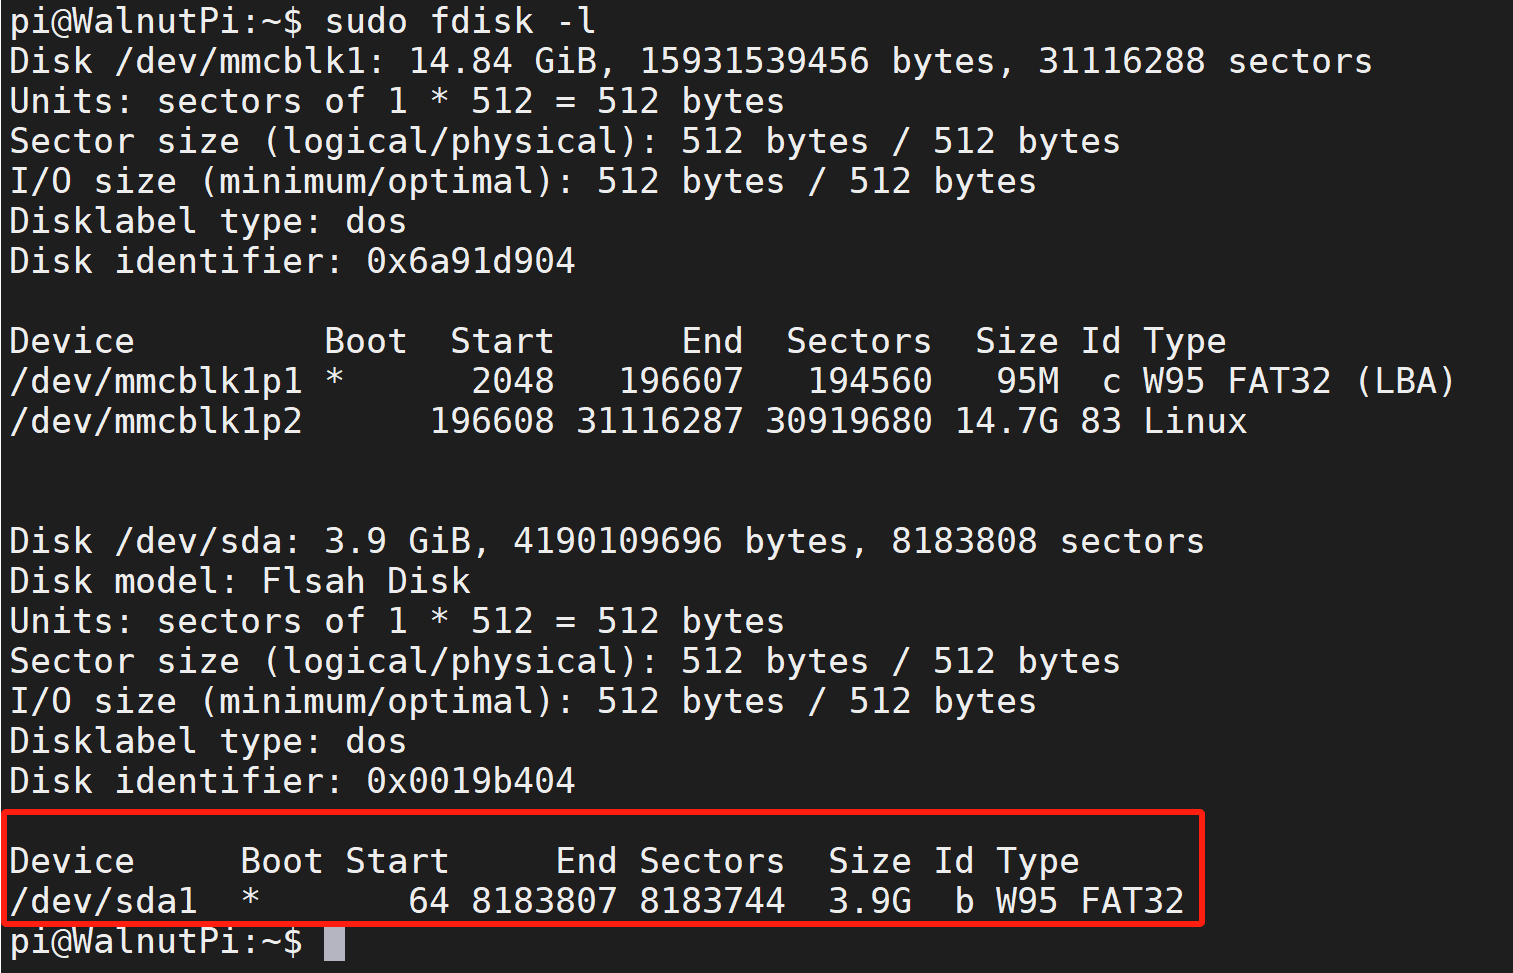 pi@WalnutPi:~$ sudo fdisk -l
Disk /dev/mmcblk1: 14.84 GiB, 15931539456 bytes, 31116288 sectors
Units: sectors of 1 * 512 = 512 bytes
Sector size (logical/physical): 512 bytes / 512 bytes
I/O size (minimum/optimal): 512 bytes / 512 bytes
Disklabel type: dos
Disk identifier: 0x6a91d904

Device         Boot  Start      End  Sectors  Size Id Type
/dev/mmcblk1p1 *      2048   196607   194560   95M  c W95 FAT32 (LBA)
/dev/mmcblk1p2      196608 31116287 30919680 14.7G 83 Linux


Disk /dev/sda: 3.9 GiB, 4190109696 bytes, 8183808 sectors
Disk model: Flsah Disk
Units: sectors of 1 * 512 = 512 bytes
Sector size (logical/physical): 512 bytes / 512 bytes
I/O size (minimum/optimal): 512 bytes / 512 bytes
Disklabel type: dos
Disk identifier: 0x0019b404

Device     Boot Start     End Sectors  Size Id Type
/dev/sda1  *       64 8183807 8183744  3.9G  b W95 FAT32
pi@WalnutPi:~$